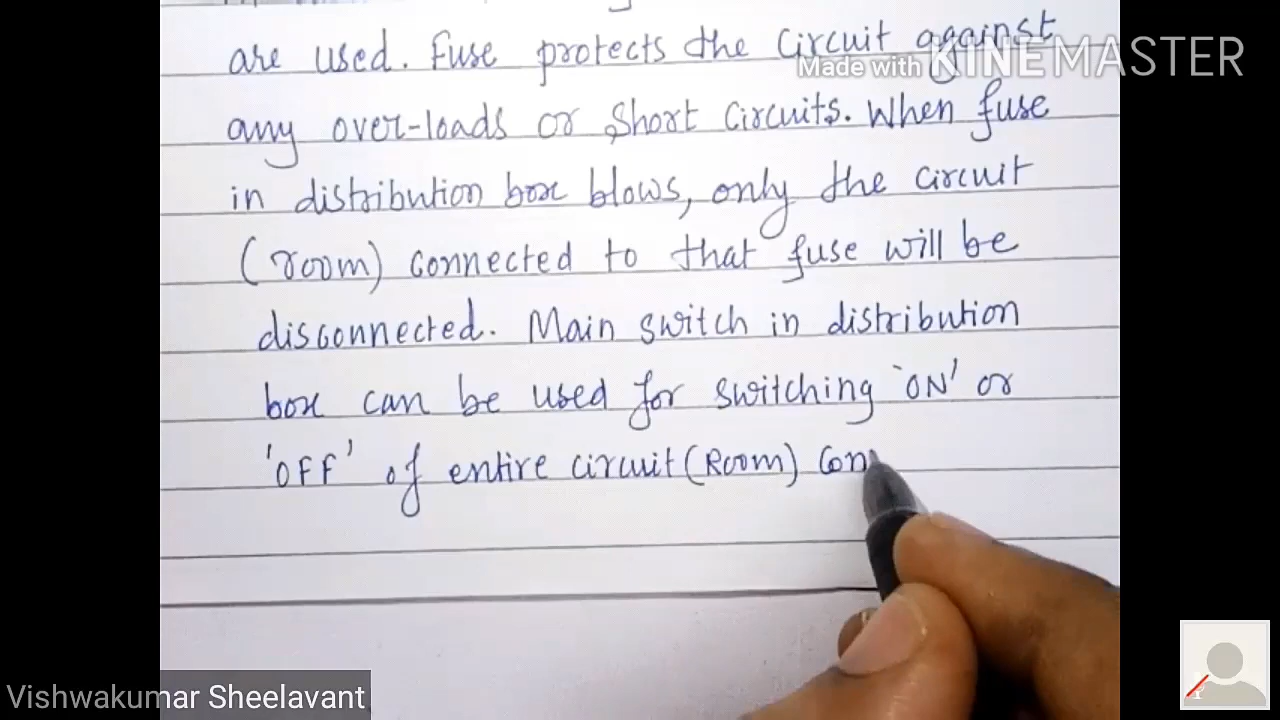 are used. Fuse protects the circuit against
Made with KINEMASTER
any over-loads or short circuits. When fuse
in distribution box blows, only the circuit
(room) connected to that fuse will be
disconnected. Main switch in distribution
box can be used for switching 'ON' or
'OFF' of entire circuit (Room) Con
Vishwakumar Sheelavant